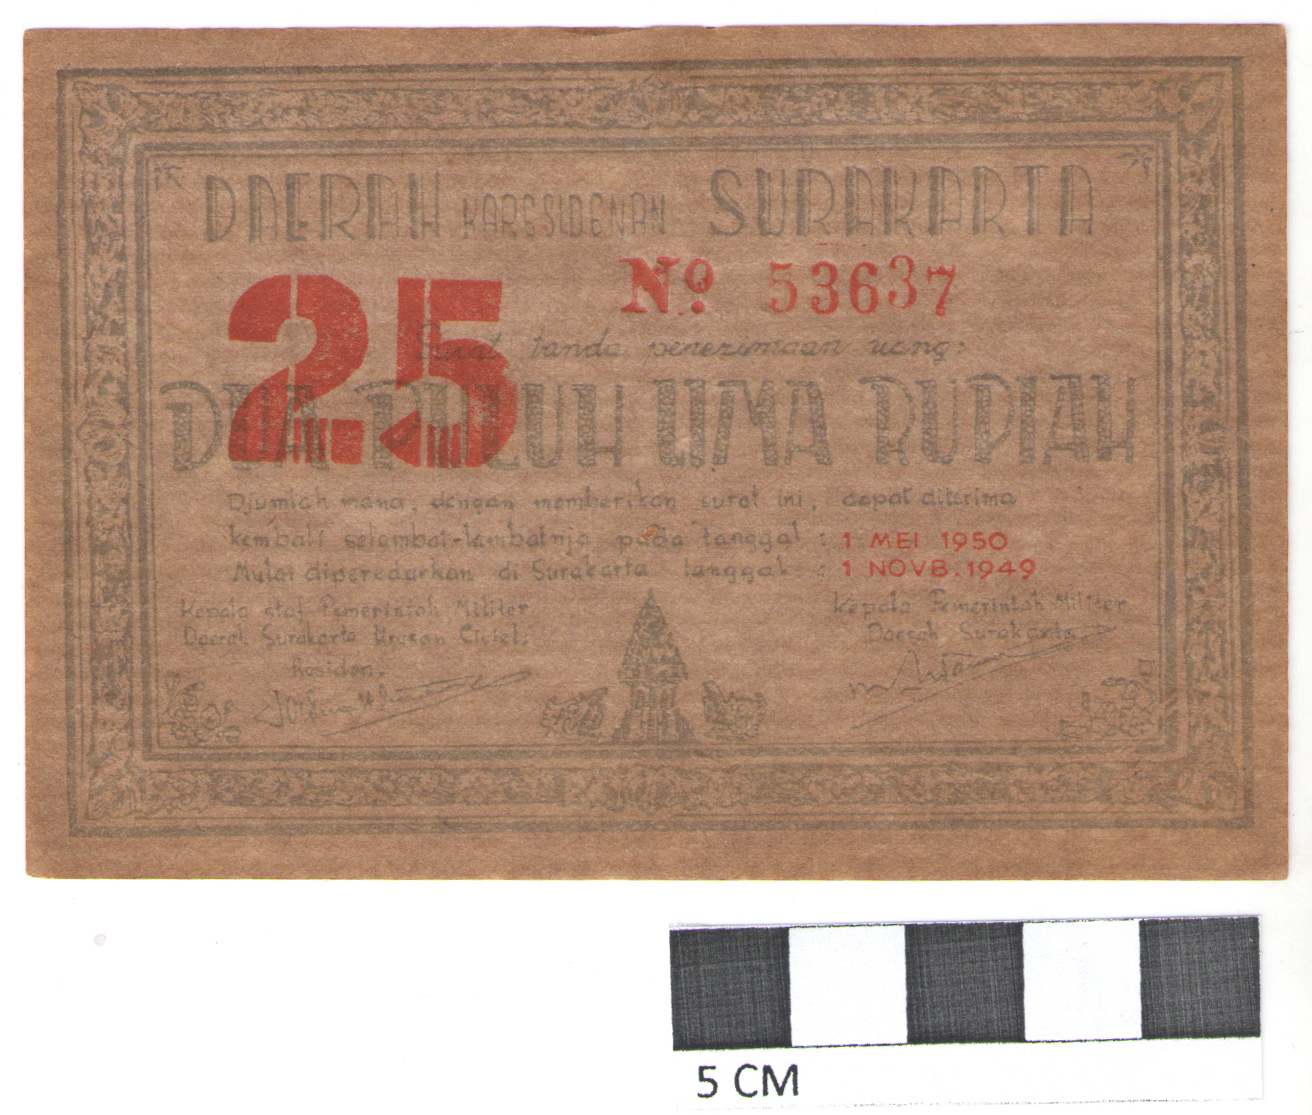 DAERAH KARESIDENAN SURAKARTA
No. 53637
25
Surat tanda penerimaan uang:
DUA PULUH LIMA RUPIAH
Djumlah mana, dengan memberikan surat ini, dapat diterima
kembali selambat-lambatnja pada tanggal : 1 MEI 1950
Mulai diperedarkan di Surakarta tanggal : 1 NOVB. 1949
Kepala staf Pemerintah Militer
Daerah Surakarta Urusan Civiel.
Residen.
Kepala Pemerintah Militer
Daerah Surakarta
5 CM